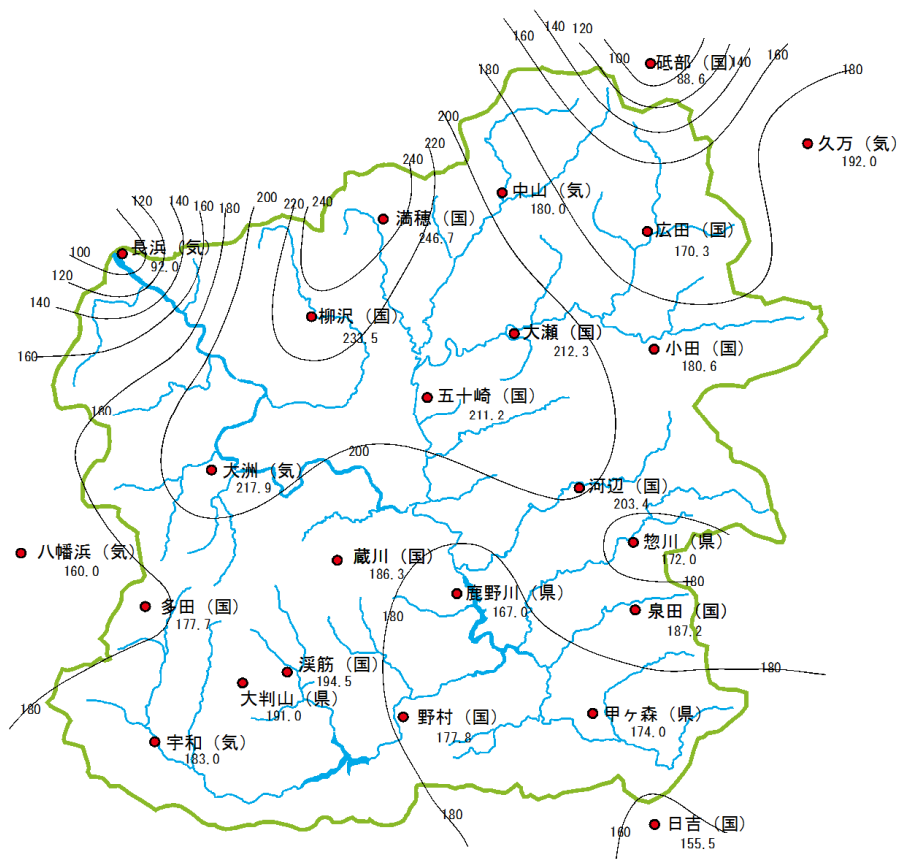 140
120
160
100
砥部（国）
88.6
140
160
180
180
久万（気）
192.0
200
220
240
中山（気）
180.0
120
140
160
180
200
220
240
満穂（国）
246.7
広田（国）
170.3
100
長浜（気）
92.0
120
140
柳沢（国）
233.5
大瀬（国）
212.3
小田（国）
180.6
160
五十崎（国）
211.2
180
200
大洲（気）
217.9
河辺（国）
203.4
八幡浜（気）
160.0
蔵川（国）
186.3
惣川（県）
172.0
180
鹿野川（県）
167.0
多田（国）
177.7
180
泉田（国）
187.2
渓筋（国）
194.5
180
大判山（県）
191.0
180
野村（国）
177.8
甲ヶ森（県）
174.0
宇和（気）
183.0
180
160
日吉（国）
155.5